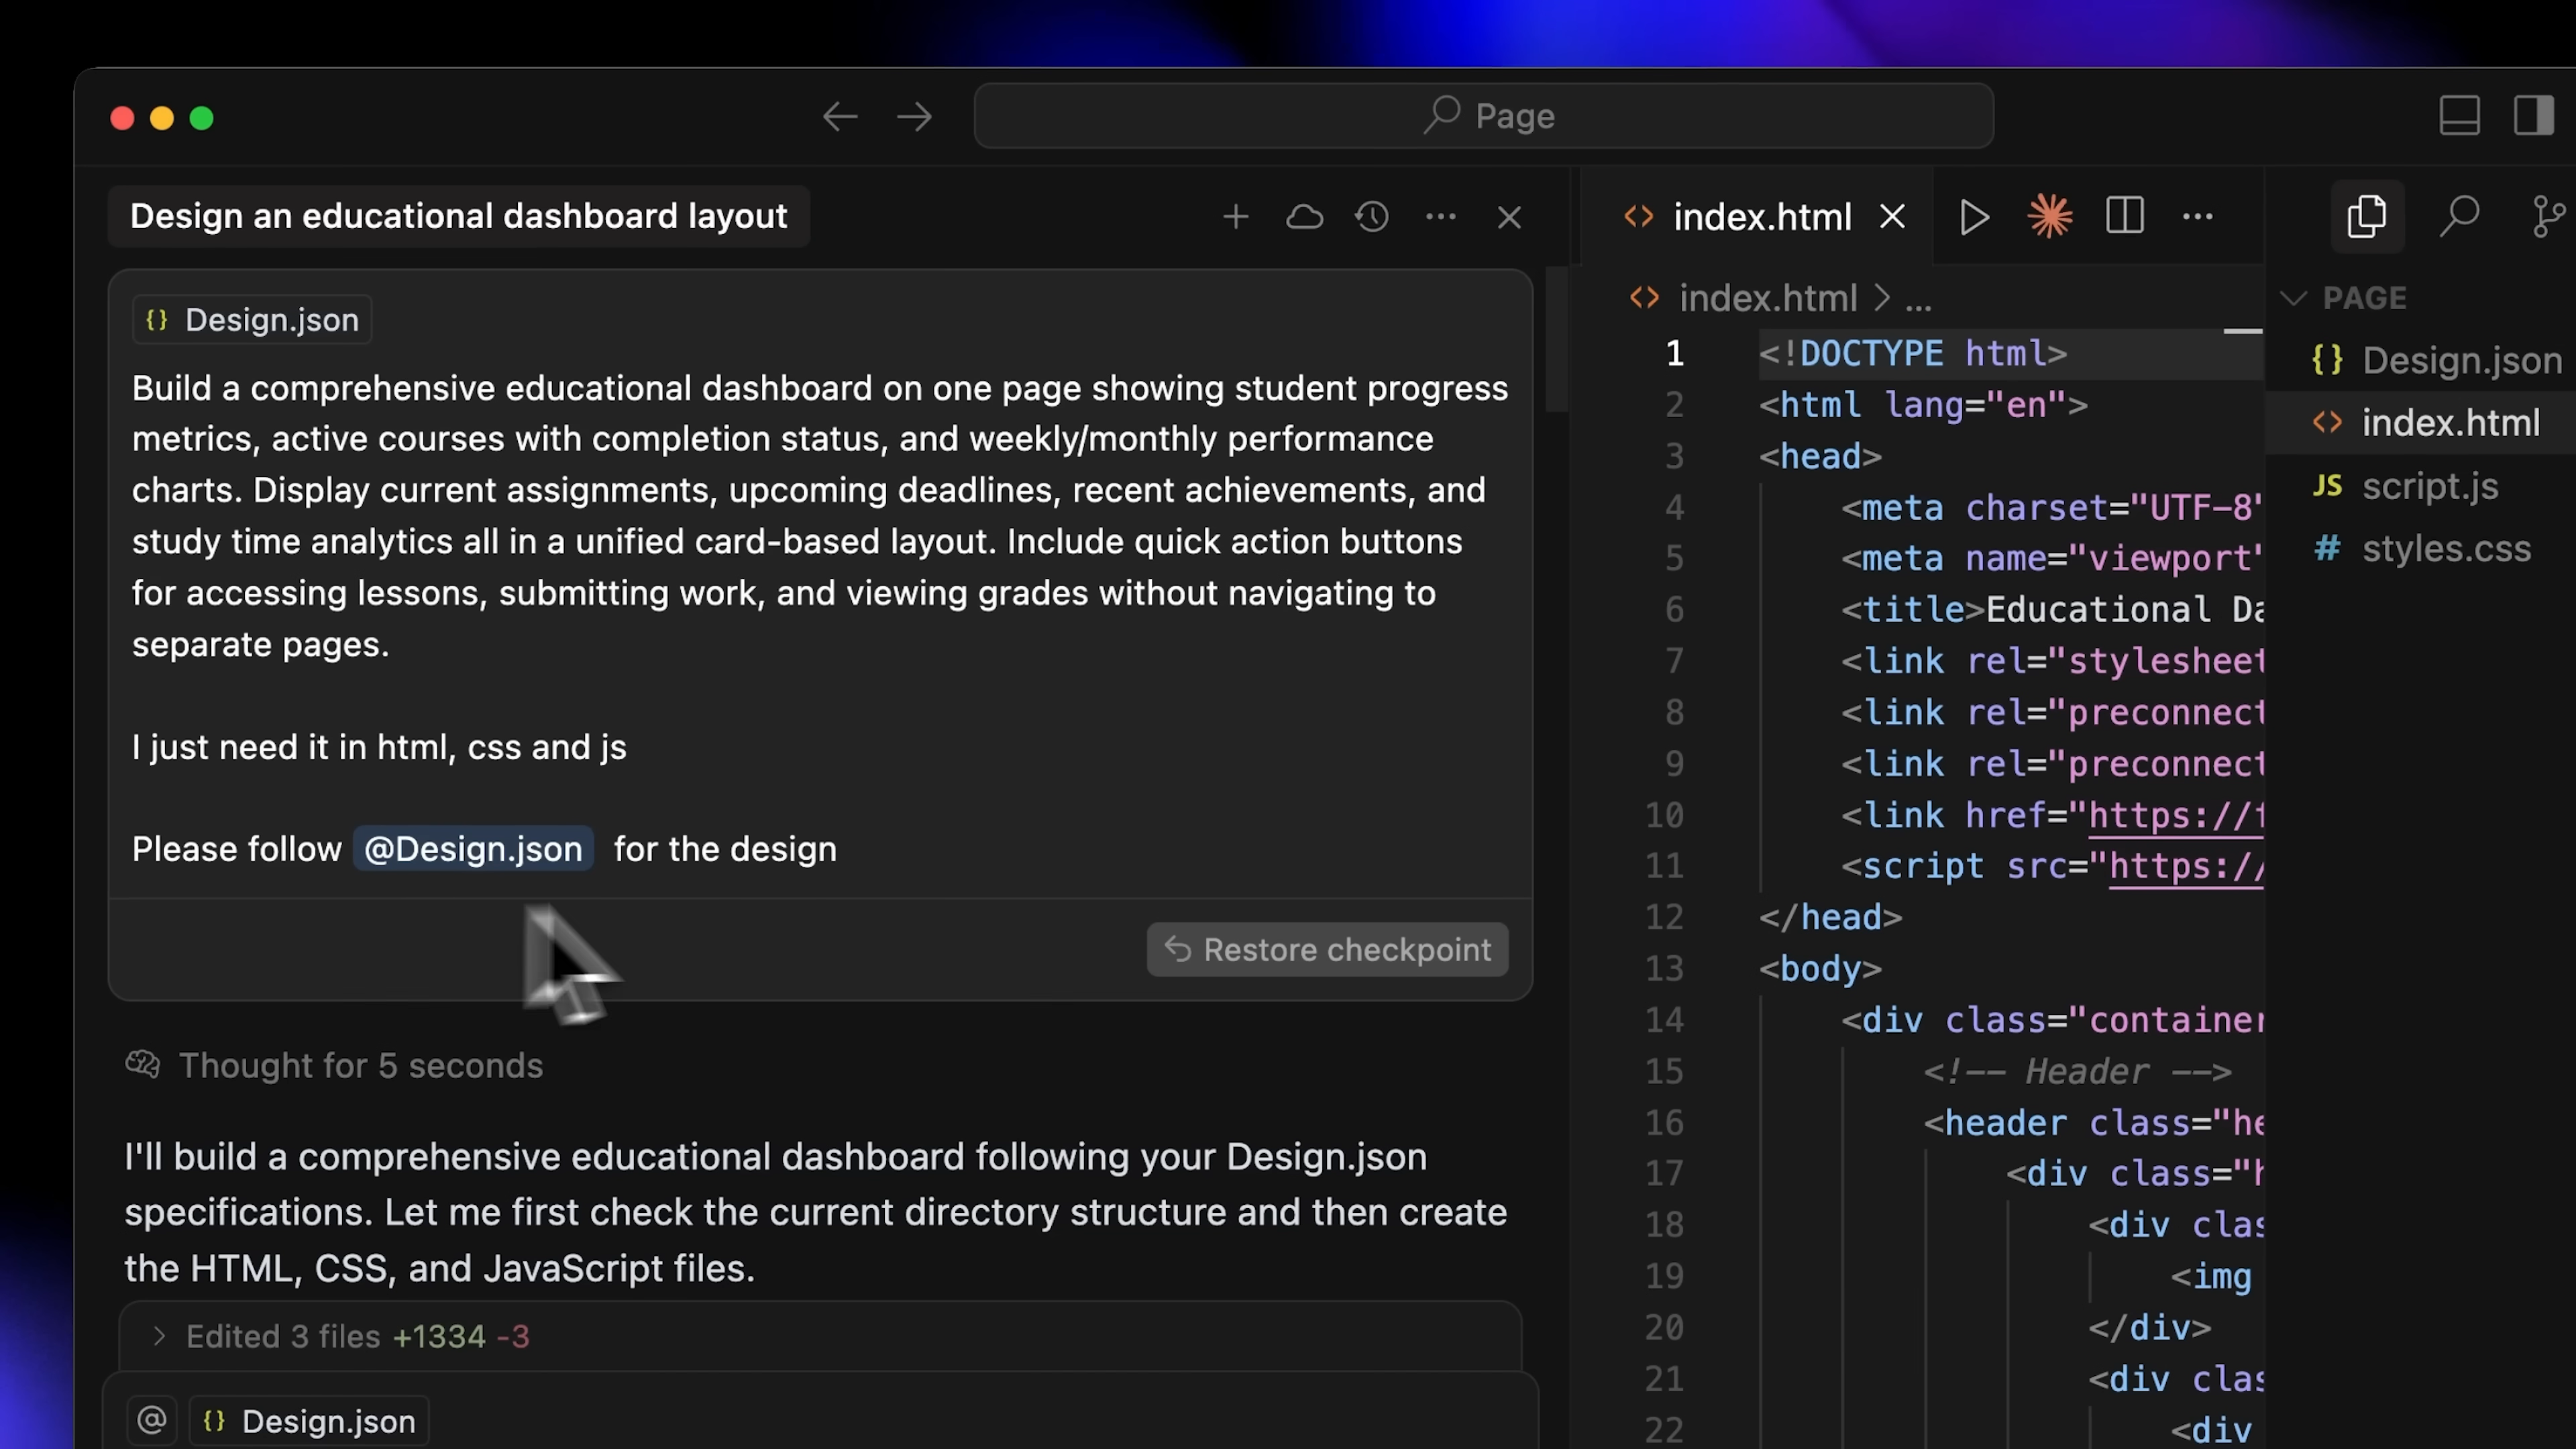 Page
Design an educational dashboard layout
{} Design.json
Build a comprehensive educational dashboard on one page showing student progress
metrics, active courses with completion status, and weekly/monthly performance
charts. Display current assignments, upcoming deadlines, recent achievements, and
study time analytics all in a unified card-based layout. Include quick action buttons
for accessing lessons, submitting work, and viewing grades without navigating to
separate pages.
I just need it in html, css and js
Please follow @Design.json for the design
Restore checkpoint
Thought for 5 seconds
I'll build a comprehensive educational dashboard following your Design.json
specifications. Let me first check the current directory structure and then create
the HTML, CSS, and JavaScript files.
> Edited 3 files +1334 -3
@ {} Design.json
<> index.html
<> index.html > ...
1 <!DOCTYPE html>
2 <html lang="en">
3 <head>
4 <meta charset="UTF-8"
5 <meta name="viewport"
6 <title>Educational Da
7 <link rel="stylesheet
8 <link rel="preconnect
9 <link rel="preconnect
10 <link href="https://f
11 <script src="https://
12 </head>
13 <body>
14 <div class="container
15 <!-- Header -->
16 <header class="he
17 <div class="h
18 <div clas
19 <img
20 </div>
21 <div clas
22 <div
PAGE
{} Design.json
<> index.html
JS script.js
# styles.css